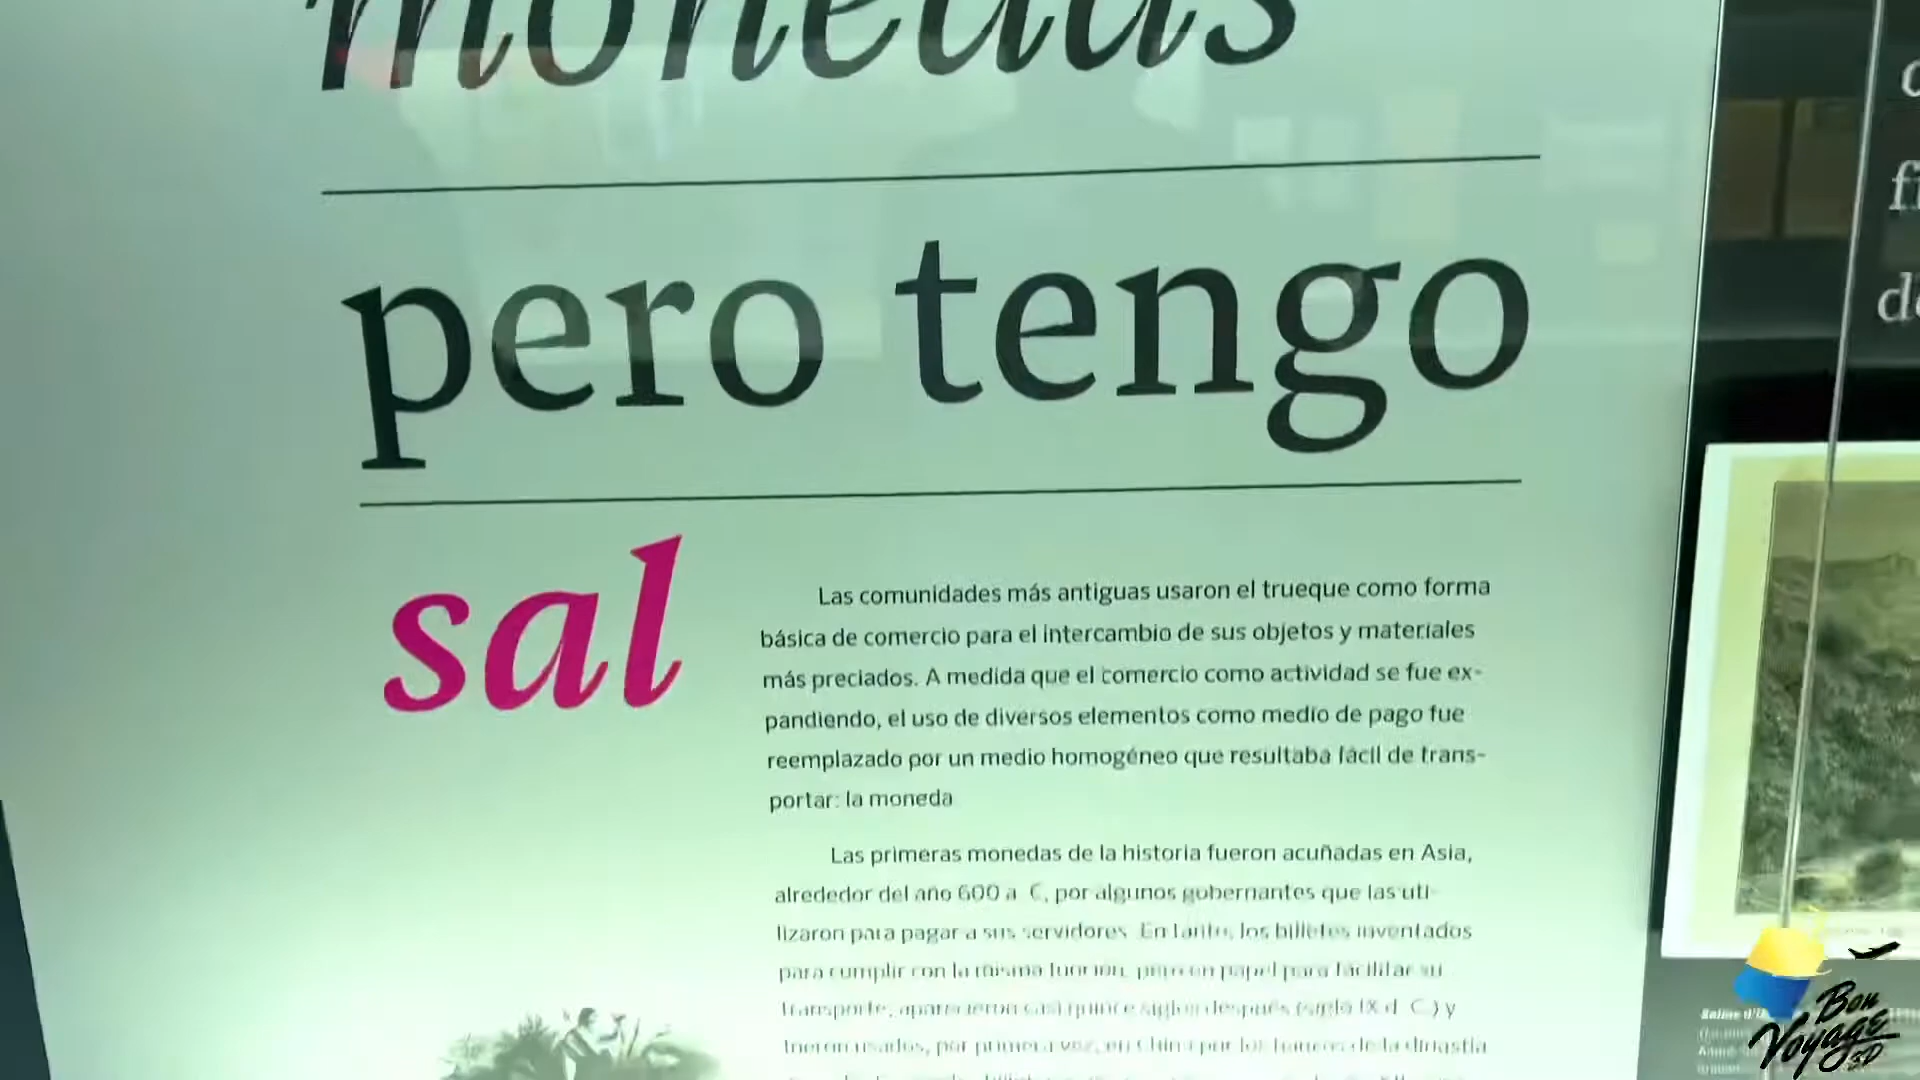 monedas
pero tengo
sal
Las comunidades más antiguas usaron el trueque como forma
básica de comercio para el intercambio de sus objetos y materiales
más preciados. A medida que el comercio como actividad se fue ex-
pandiendo, el uso de diversos elementos como medio de pago fue
reemplazado por un medio homogéneo que resultaba fácil de trans-
portar: la moneda
Las primeras monedas de la historia fueron acuñadas en Asia,
alrededor del año 600 a. C, por algunos gobernantes que las uti-
lizaron para pagar a sus servidores. En tanto, los billetes inventados
para cumplir con la misma función, pero en papel para facilitar su
transporte, aparecieron casi quince siglos después (siglo IX d. C.) y
fueron usados, por primera vez, en China por los bancos de la dinastía
Bon
Voyage
3D